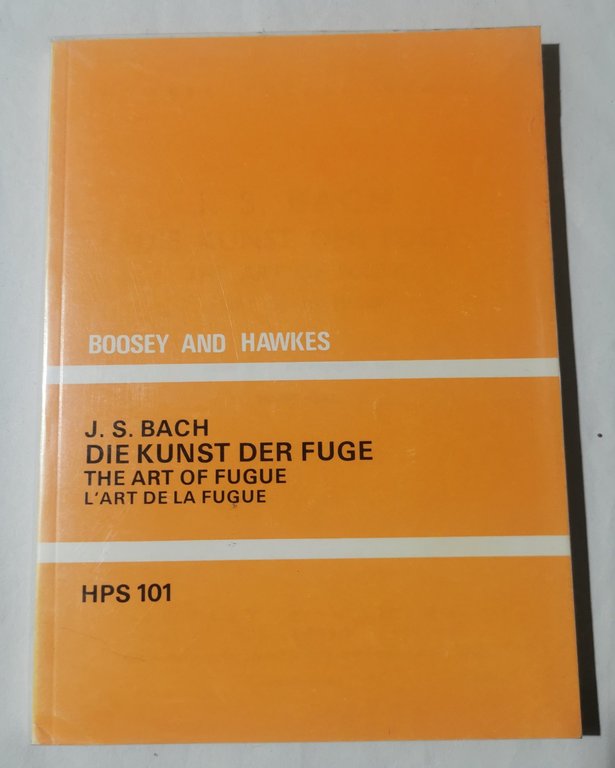 BOOSEY AND HAWKES
J. S. BACH
DIE KUNST DER FUGE
THE ART OF FUGUE
L'ART DE LA FUGUE
HPS 101